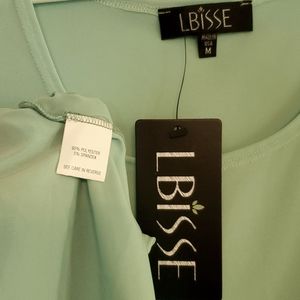 LBISSE
MADE IN
USA
M
95% POLYESTER
5% SPANDEX
SEE CARE IN REVERSE
LBISSE